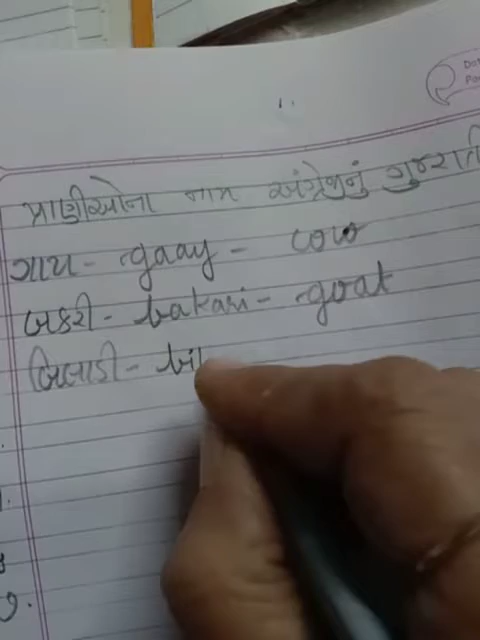 પ્રાણીઓના નામ અંગ્રેજીનું ગુજરાતી
ગાય - gaay - cow
બકરી - bakari - goat
બિલાડી - bi